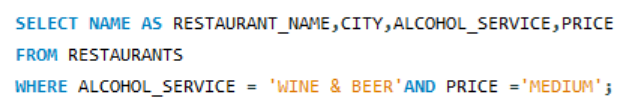 SELECT NAME AS RESTAURANT_NAME,CITY,ALCOHOL_SERVICE,PRICE
FROM RESTAURANTS
WHERE ALCOHOL_SERVICE = 'WINE & BEER'AND PRICE ='MEDIUM';